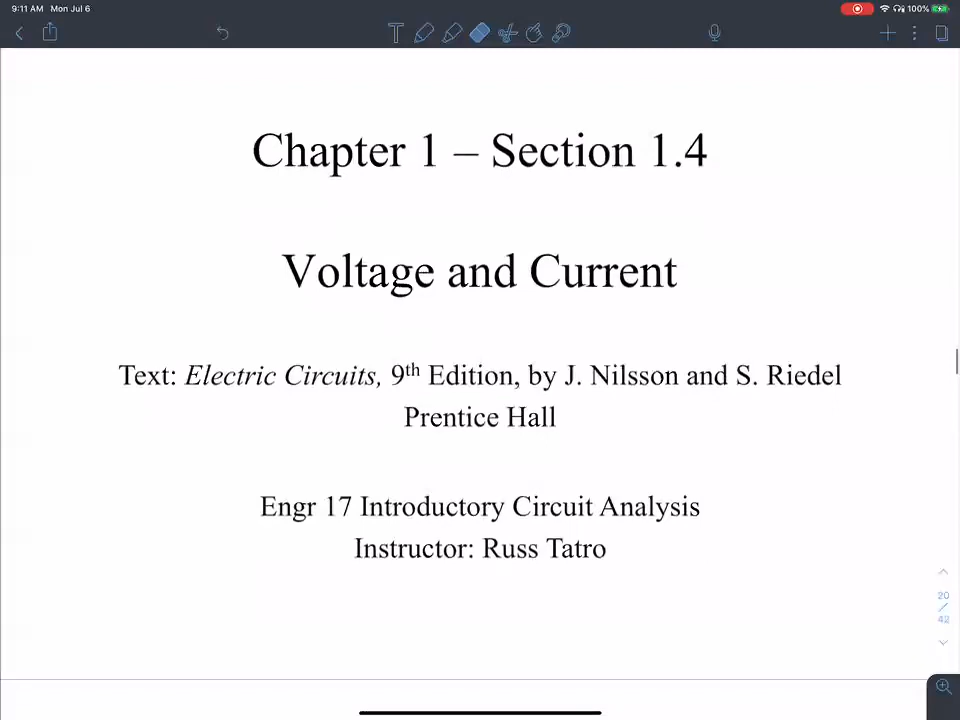 9:11 AM Mon Jul 6
100%
Chapter 1 – Section 1.4
Voltage and Current
Text: Electric Circuits, 9th Edition, by J. Nilsson and S. Riedel
Prentice Hall
Engr 17 Introductory Circuit Analysis
Instructor: Russ Tatro
20
/
42